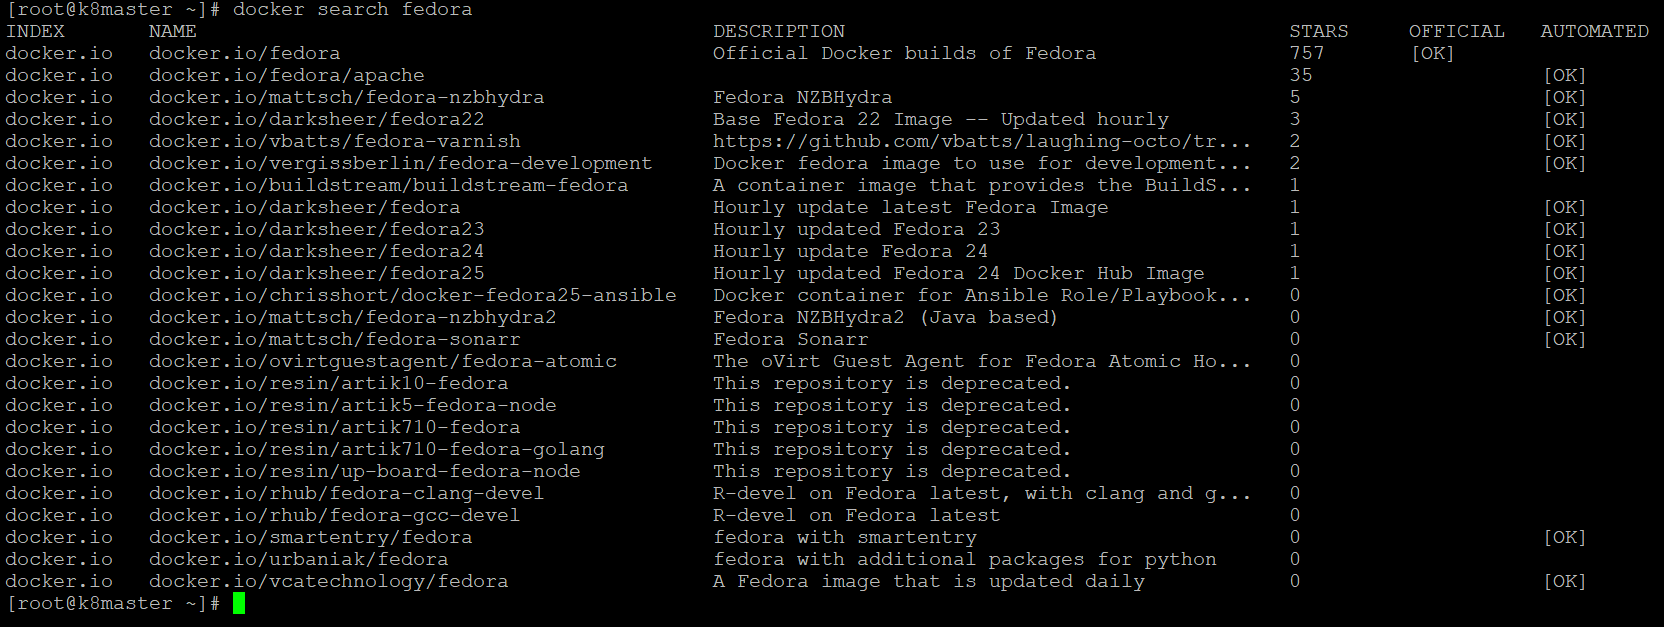 [root@k8master ~]# docker search fedora
INDEX NAME DESCRIPTION STARS OFFICIAL AUTOMATED
docker.io docker.io/fedora Official Docker builds of Fedora 757 [OK]
docker.io docker.io/fedora/apache 35 [OK]
docker.io docker.io/mattsch/fedora-nzbhydra Fedora NZBHydra 5 [OK]
docker.io docker.io/darksheer/fedora22 Base Fedora 22 Image -- Updated hourly 3 [OK]
docker.io docker.io/vbatts/fedora-varnish https://github.com/vbatts/laughing-octo/tr... 2 [OK]
docker.io docker.io/vergissberlin/fedora-development Docker fedora image to use for development... 2 [OK]
docker.io docker.io/buildstream/buildstream-fedora A container image that provides the BuildS... 1
docker.io docker.io/darksheer/fedora Hourly update latest Fedora Image 1 [OK]
docker.io docker.io/darksheer/fedora23 Hourly updated Fedora 23 1 [OK]
docker.io docker.io/darksheer/fedora24 Hourly update Fedora 24 1 [OK]
docker.io docker.io/darksheer/fedora25 Hourly updated Fedora 24 Docker Hub Image 1 [OK]
docker.io docker.io/chrisshort/docker-fedora25-ansible Docker container for Ansible Role/Playbook... 0 [OK]
docker.io docker.io/mattsch/fedora-nzbhydra2 Fedora NZBHydra2 (Java based) 0 [OK]
docker.io docker.io/mattsch/fedora-sonarr Fedora Sonarr 0 [OK]
docker.io docker.io/ovirtguestagent/fedora-atomic The oVirt Guest Agent for Fedora Atomic Ho... 0
docker.io docker.io/resin/artik10-fedora This repository is deprecated. 0
docker.io docker.io/resin/artik5-fedora-node This repository is deprecated. 0
docker.io docker.io/resin/artik710-fedora This repository is deprecated. 0
docker.io docker.io/resin/artik710-fedora-golang This repository is deprecated. 0
docker.io docker.io/resin/up-board-fedora-node This repository is deprecated. 0
docker.io docker.io/rhub/fedora-clang-devel R-devel on Fedora latest, with clang and g... 0
docker.io docker.io/rhub/fedora-gcc-devel R-devel on Fedora latest 0
docker.io docker.io/smartentry/fedora fedora with smartentry 0 [OK]
docker.io docker.io/urbaniak/fedora fedora with additional packages for python 0
docker.io docker.io/vcatechnology/fedora A Fedora image that is updated daily 0 [OK]
[root@k8master ~]#